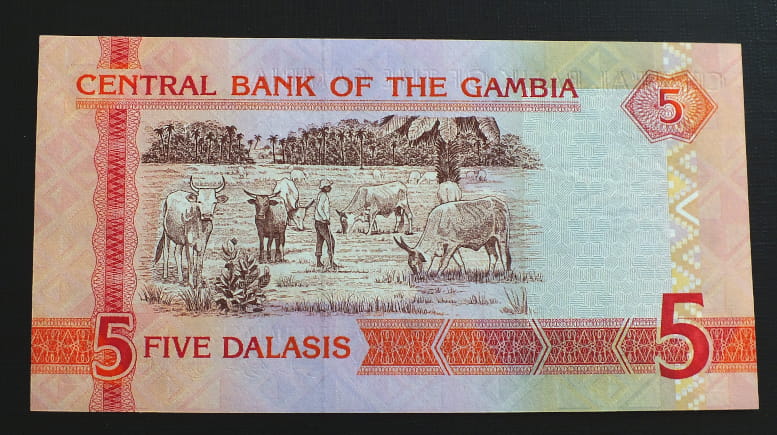 CENTRAL BANK OF THE GAMBIA
5
5 FIVE DALASIS
5